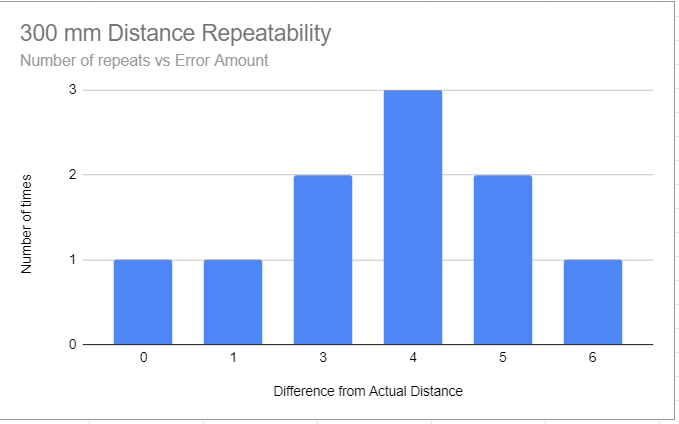 300 mm Distance Repeatability
Number of repeats vs Error Amount
3
2
1
0
Number of times
0 1 3 4 5 6
Difference from Actual Distance